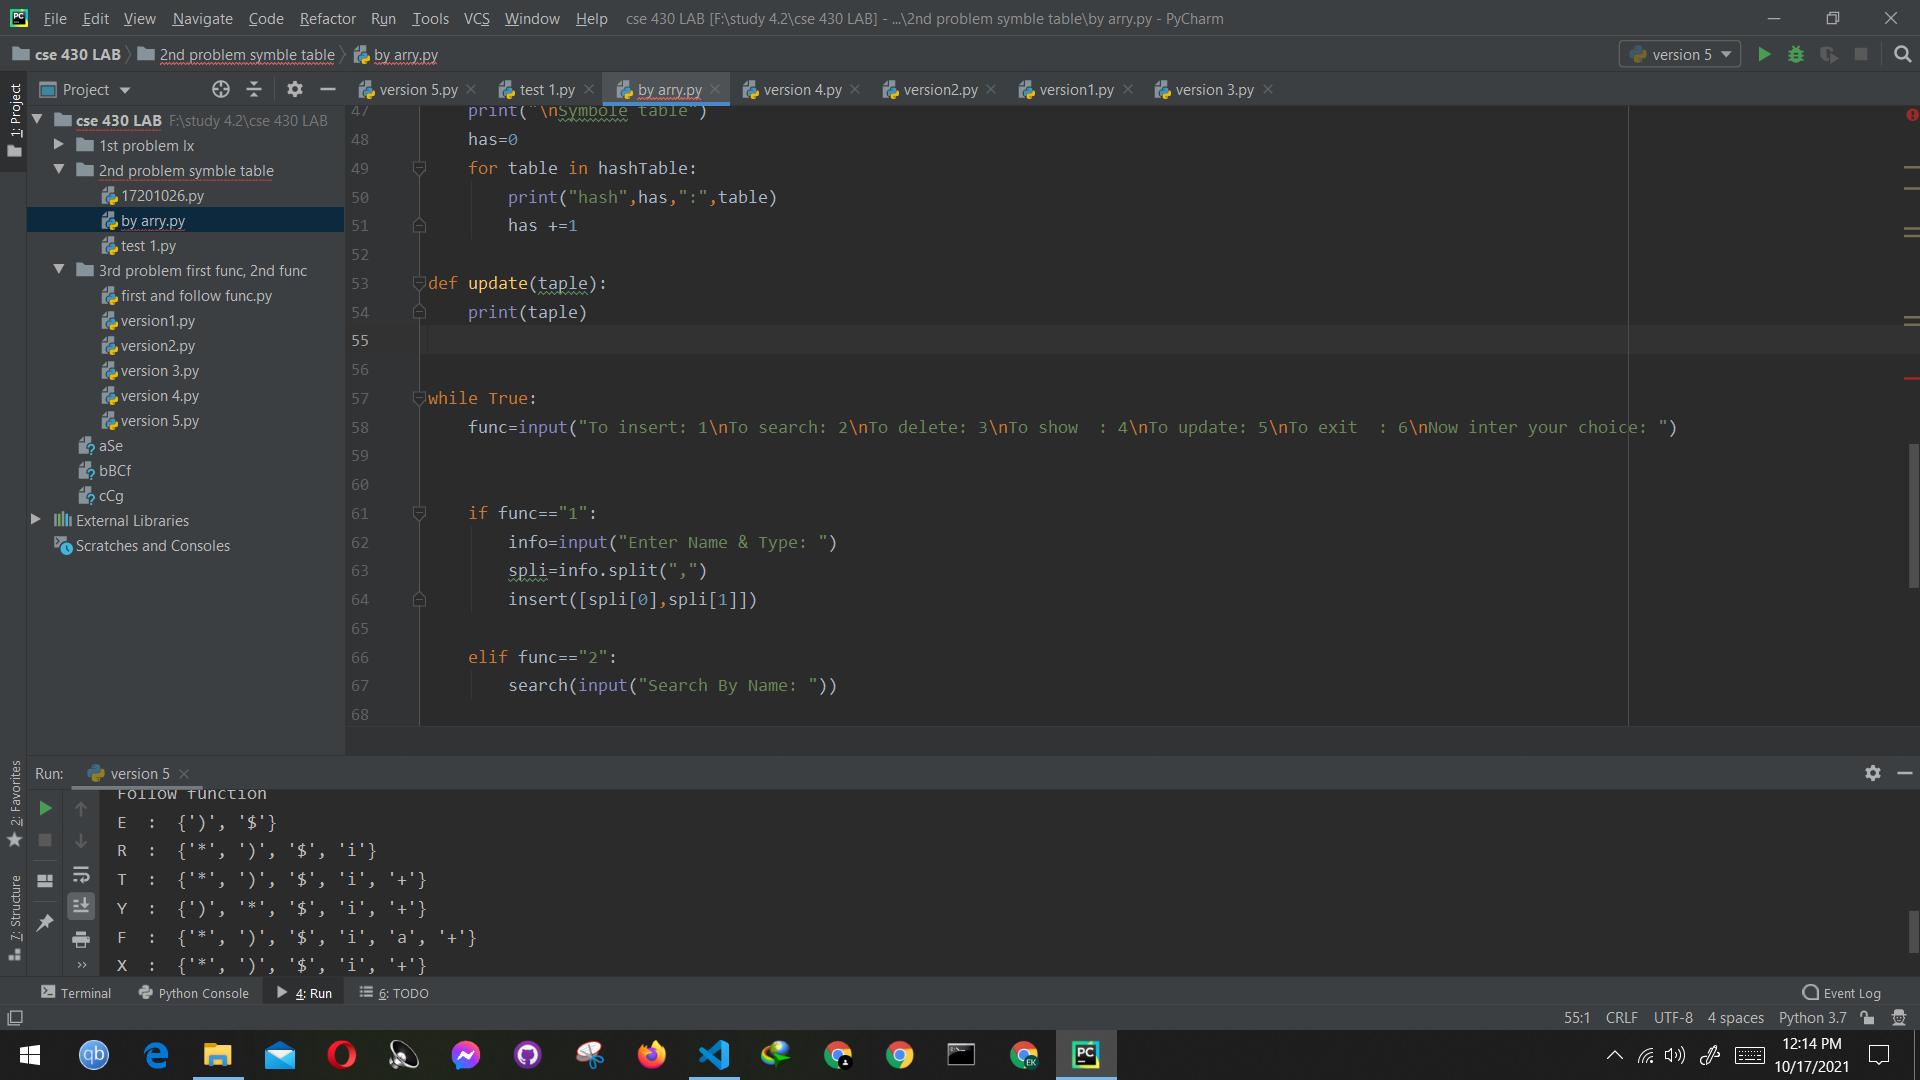 File Edit View Navigate Code Refactor Run Tools VCS Window Help cse 430 LAB [F:\study 4.2\cse 430 LAB] - ...\2nd problem symble table\by arry.py - PyCharm
cse 430 LAB 2nd problem symble table by arry.py version 5
1: Project
Project
version 5.py test 1.py by arry.py version 4.py version2.py version1.py version 3.py
cse 430 LAB F:\study 4.2\cse 430 LAB
1st problem lx
2nd problem symble table
17201026.py
by arry.py
test 1.py
3rd problem first func, 2nd func
first and follow func.py
version1.py
version2.py
version 3.py
version 4.py
version 5.py
aSe
bBCf
cCg
External Libraries
Scratches and Consoles
47 print("\nSymbole table")
48 has=0
49 for table in hashTable:
50 print("hash",has,":",table)
51 has +=1
52
53 def update(taple):
54 print(taple)
55
56
57 while True:
58 func=input("To insert: 1\nTo search: 2\nTo delete: 3\nTo show  : 4\nTo update: 5\nTo exit  : 6\nNow inter your choice: ")
59
60
61 if func=="1":
62 info=input("Enter Name & Type: ")
63 spli=info.split(",")
64 insert([spli[0],spli[1]])
65
66 elif func=="2":
67 search(input("Search By Name: "))
68
2: Favorites
7: Structure
Run: version 5
Follow function
E : {')', '$'}
R : {'*', ')', '$', 'i'}
T : {'*', ')', '$', 'i', '+'}
Y : {')', '*', '$', 'i', '+'}
F : {'*', ')', '$', 'i', 'a', '+'}
X : {'*', ')', '$', 'i', '+'}
Terminal Python Console 4: Run 6: TODO Event Log
55:1 CRLF UTF-8 4 spaces Python 3.7
12:14 PM
10/17/2021